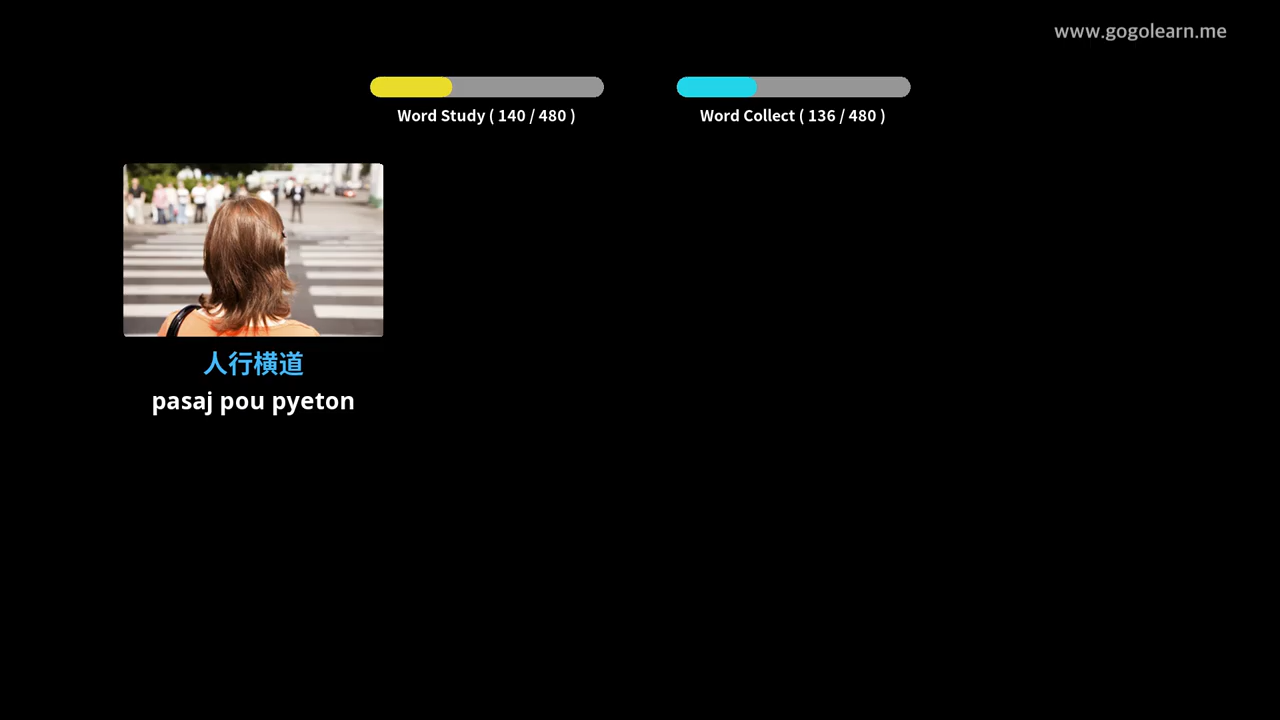 www.gogolearn.me
Word Study ( 140 / 480 )
Word Collect ( 136 / 480 )
人行横道
pasaj pou pyeton